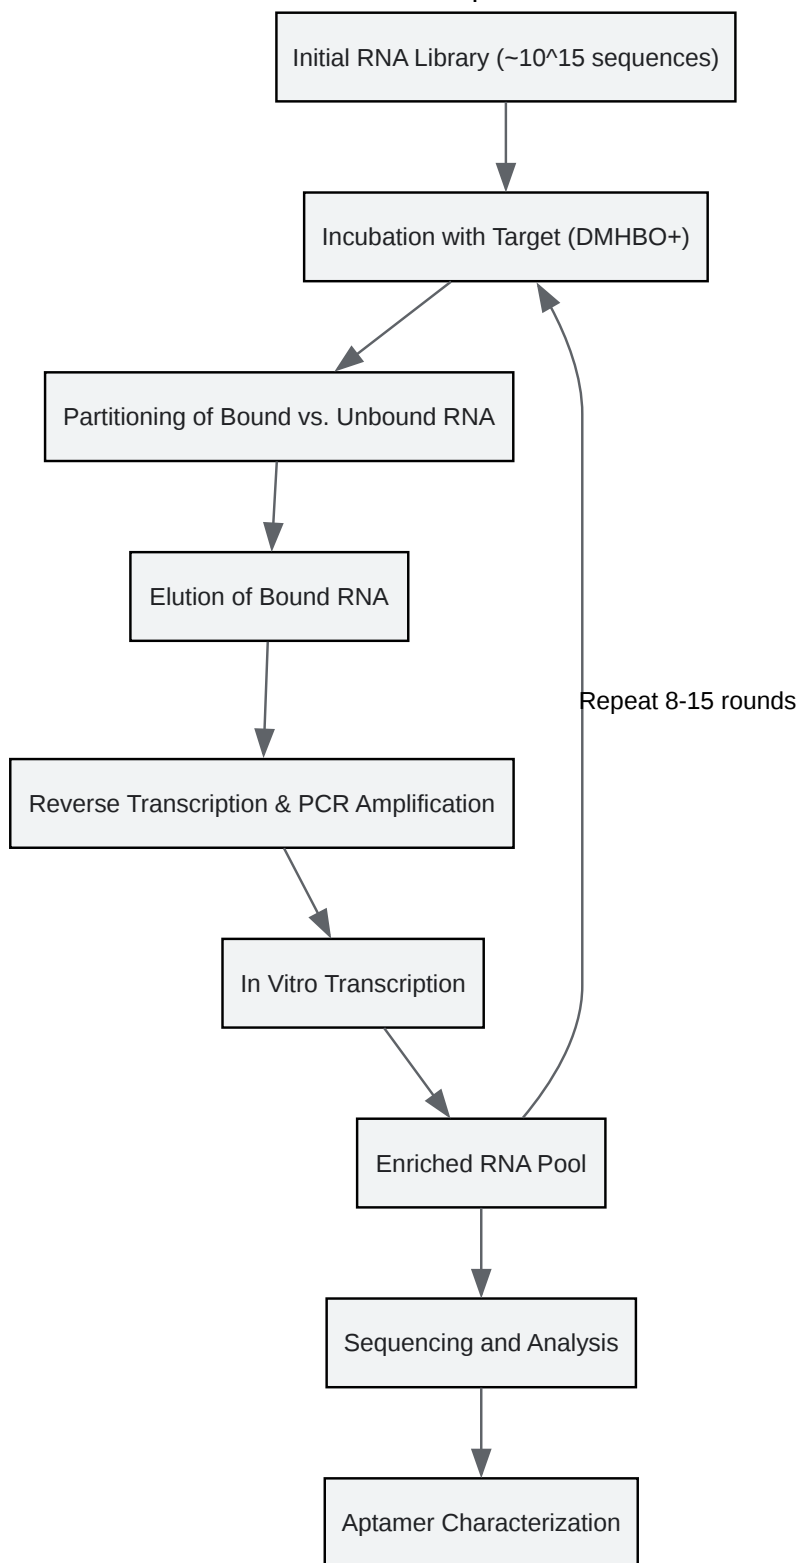 Initial RNA Library (~10^15 sequences)
Incubation with Target (DMHBO+)
Partitioning of Bound vs. Unbound RNA
Elution of Bound RNA
Repeat 8-15 rounds
Reverse Transcription & PCR Amplification
In Vitro Transcription
Enriched RNA Pool
Sequencing and Analysis
Aptamer Characterization